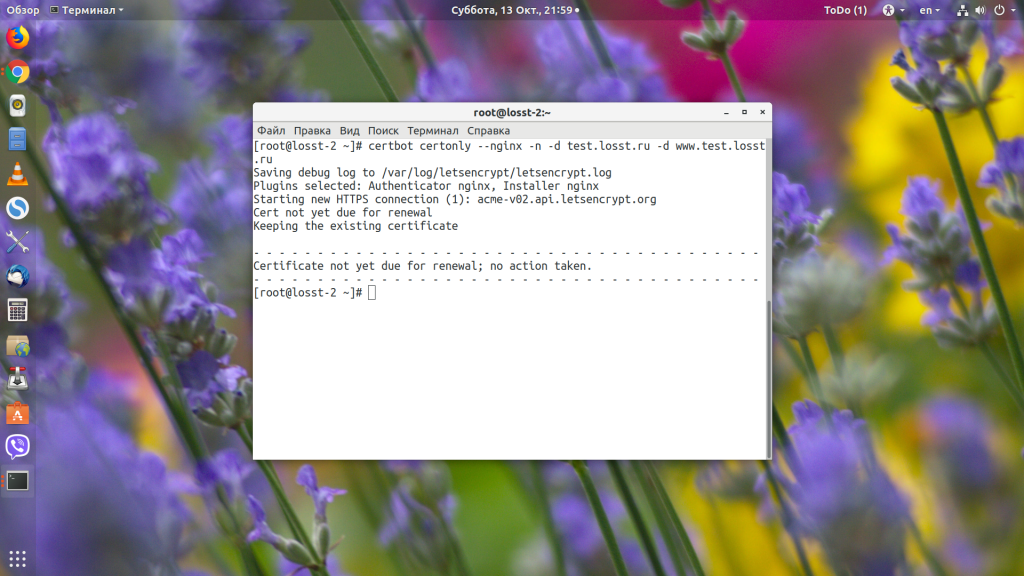 Обзор Терминал Суббота, 13 Окт., 21:59 ToDo (1) en
root@losst-2:~
Файл Правка Вид Поиск Терминал Справка
[root@losst-2 ~]# certbot certonly --nginx -n -d test.losst.ru -d www.test.losst
.ru
Saving debug log to /var/log/letsencrypt/letsencrypt.log
Plugins selected: Authenticator nginx, Installer nginx
Starting new HTTPS connection (1): acme-v02.api.letsencrypt.org
Cert not yet due for renewal
Keeping the existing certificate
- - - - - - - - - - - - - - - - - - - - - - - - - - - - - - - - - - - - - - - -
Certificate not yet due for renewal; no action taken.
- - - - - - - - - - - - - - - - - - - - - - - - - - - - - - - - - - - - - - - -
[root@losst-2 ~]#